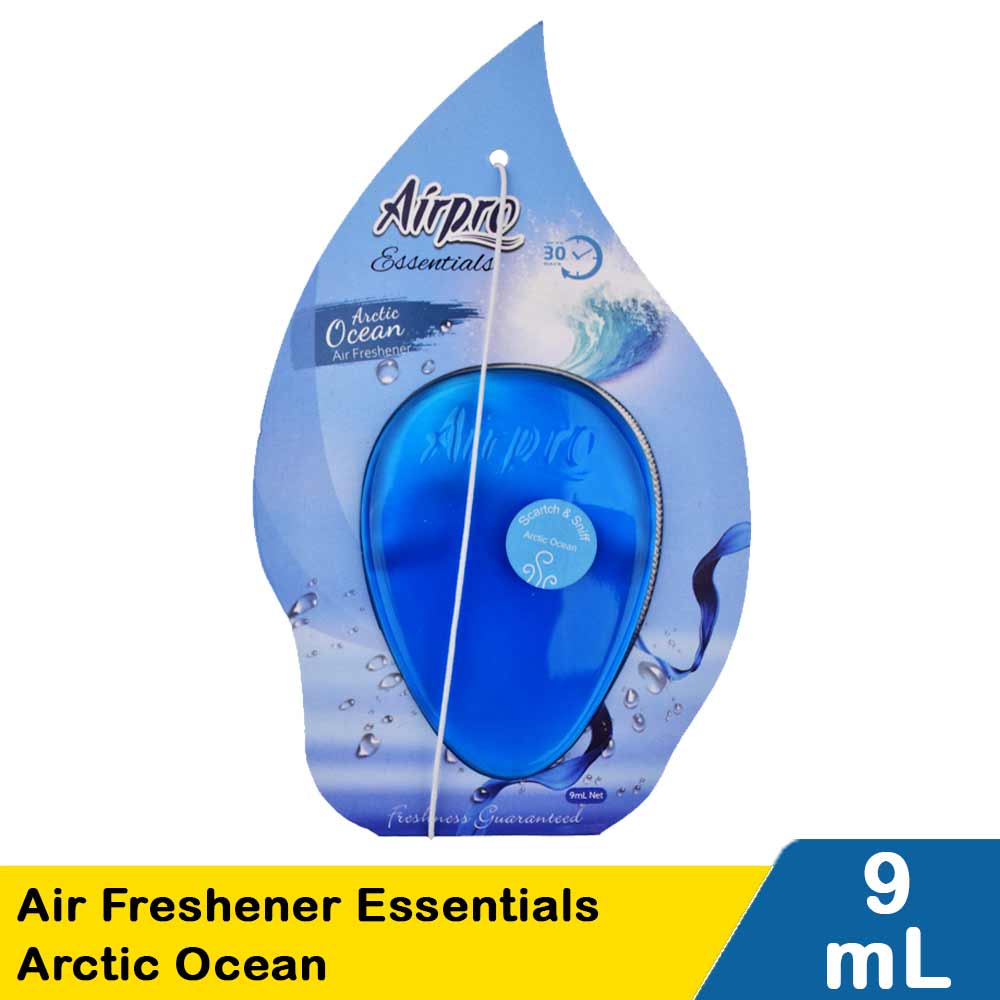 Airpro
Essentials
30
Arctic
Ocean
Air Freshener
Airpro
Scartch & Sniff
Arctic Ocean
9mL Net
Freshness Guaranteed
Air Freshener Essentials
Arctic Ocean
9
mL